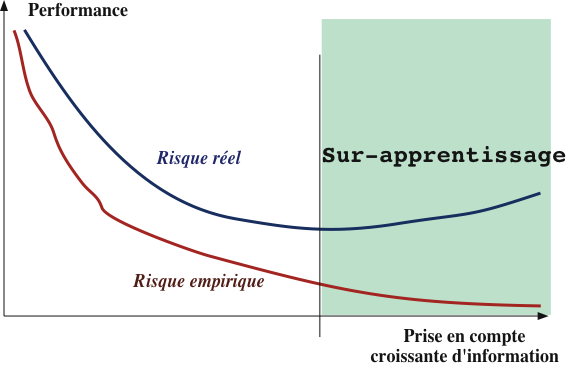 Performance
Risque réel
Sur-apprentissage
Risque empirique
Prise en compte
croissante d'information